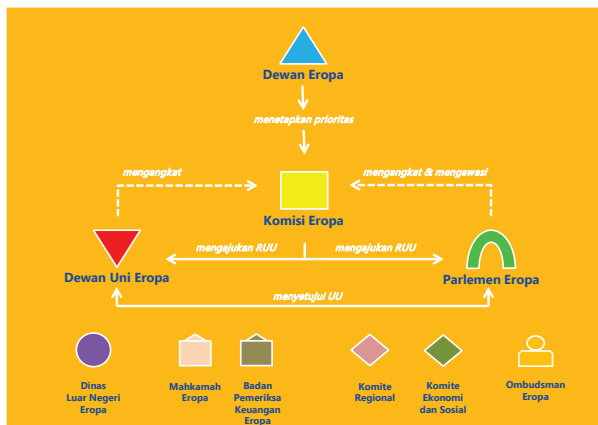 Dewan Eropa
menetapkan prioritas
mengangkat
mengangkat & mengawasi
Komisi Eropa
mengajukan RUU
mengajukan RUU
Dewan Uni Eropa
Parlemen Eropa
menyetujui UU
Dinas
Luar Negeri
Eropa
Mahkamah
Eropa
Badan
Pemeriksa
Keuangan
Eropa
Komite
Regional
Komite
Ekonomi
dan Sosial
Ombudsman
Eropa